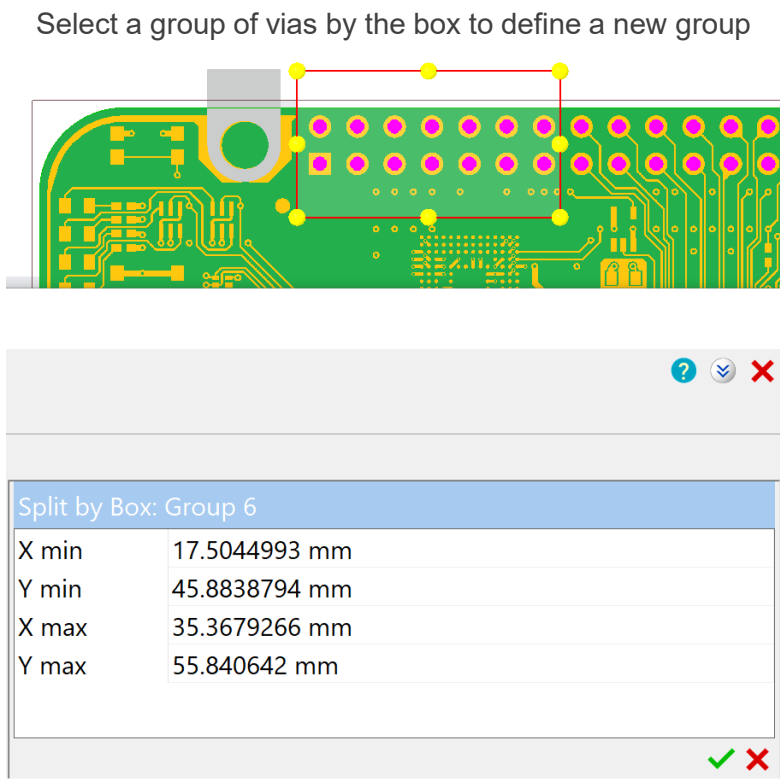 Select a group of vias by the box to define a new group
?
Split by Box: Group 6
X min 17.5044993 mm
Y min 45.8838794 mm
X max 35.3679266 mm
Y max 55.840642 mm